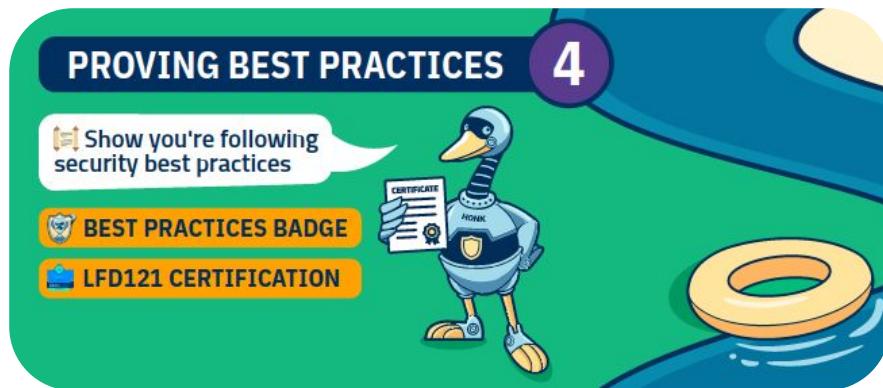 PROVING BEST PRACTICES 4
Show you're following
security best practices
BEST PRACTICES BADGE
LFD121 CERTIFICATION
CERTIFICATE
HONK